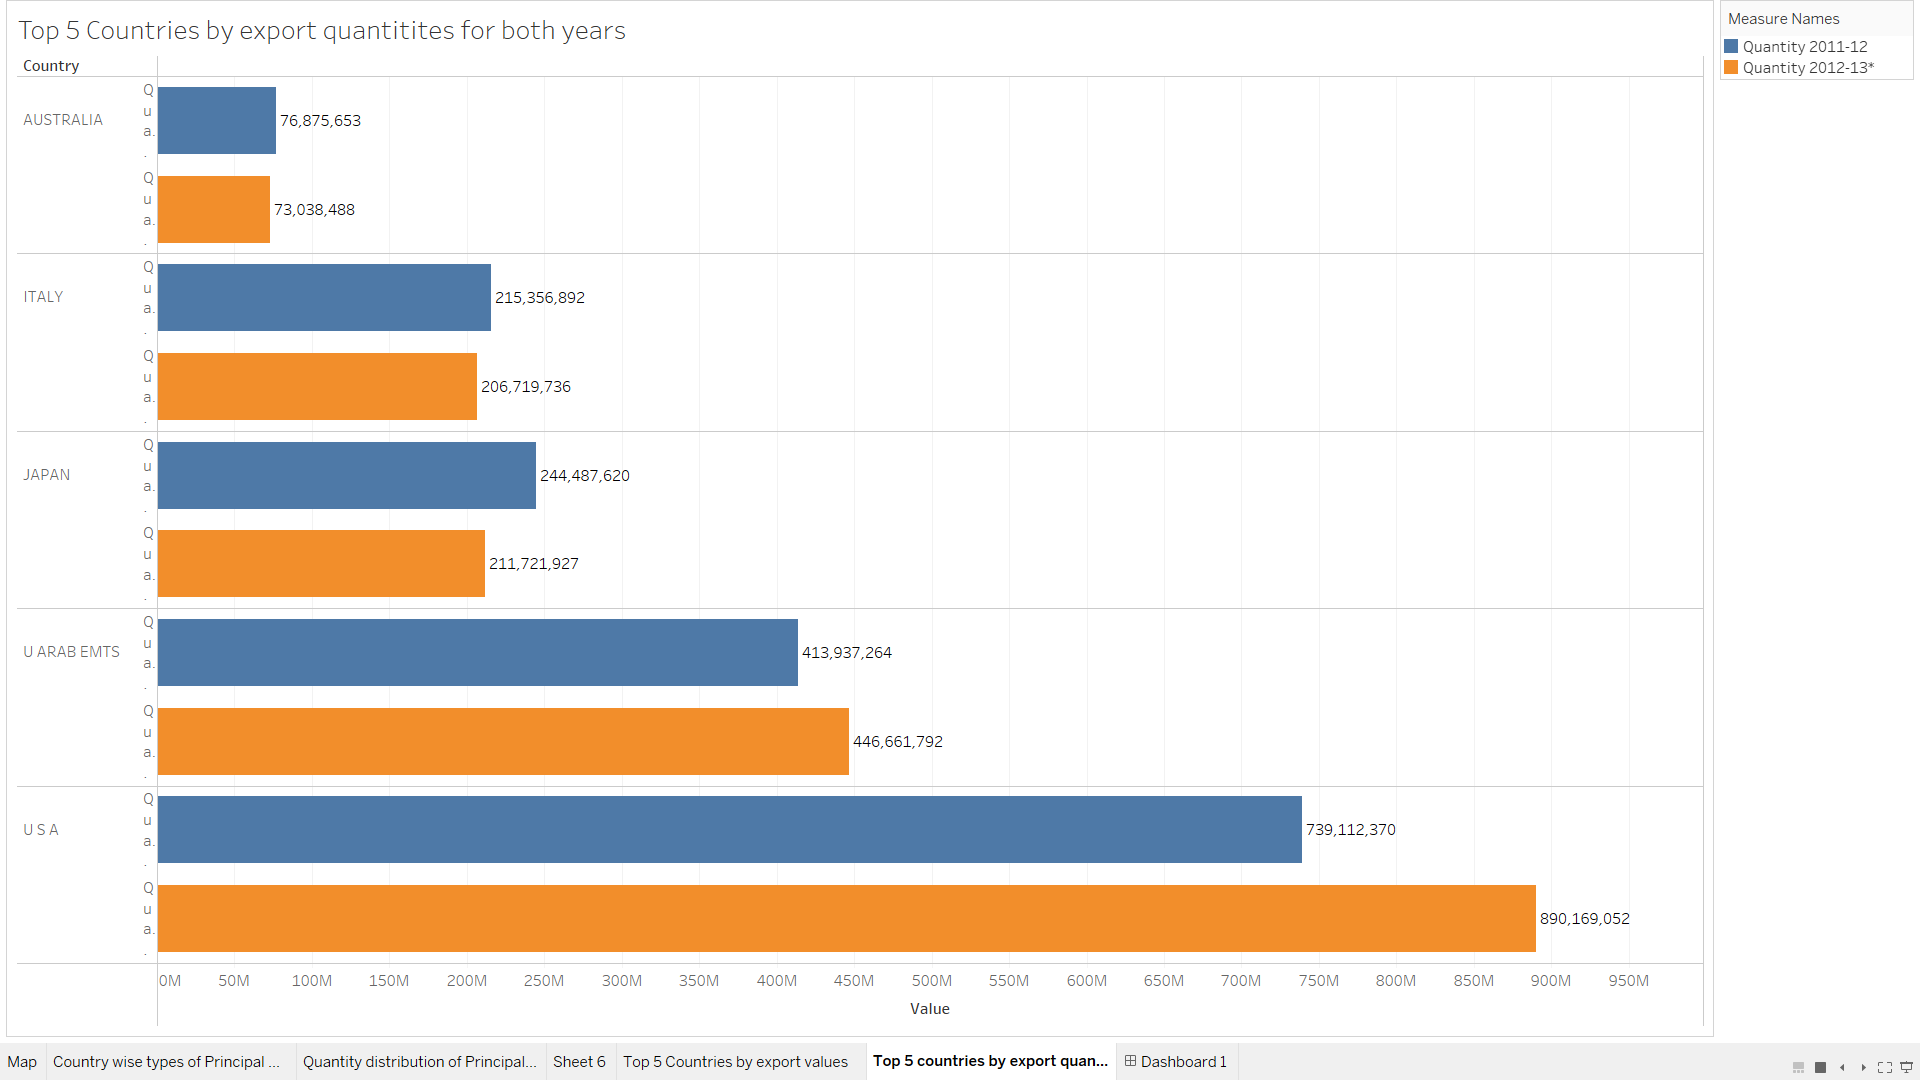 Top 5 Countries by export quantitites for both years
Measure Names
Quantity 2011-12
Quantity 2012-13*
Country
AUSTRALIA
Q
u
a.
.
76,875,653
Q
u
a.
.
73,038,488
ITALY
Q
u
a.
.
215,356,892
Q
u
a.
.
206,719,736
JAPAN
Q
u
a.
.
244,487,620
Q
u
a.
.
211,721,927
U ARAB EMTS
Q
u
a.
.
413,937,264
Q
u
a.
.
446,661,792
U S A
Q
u
a.
.
739,112,370
Q
u
a.
.
890,169,052
0M 50M 100M 150M 200M 250M 300M 350M 400M 450M 500M 550M 600M 650M 700M 750M 800M 850M 900M 950M
Value
Map Country wise types of Principal ... Quantity distribution of Principal... Sheet 6 Top 5 Countries by export values Top 5 countries by export quan... Dashboard 1